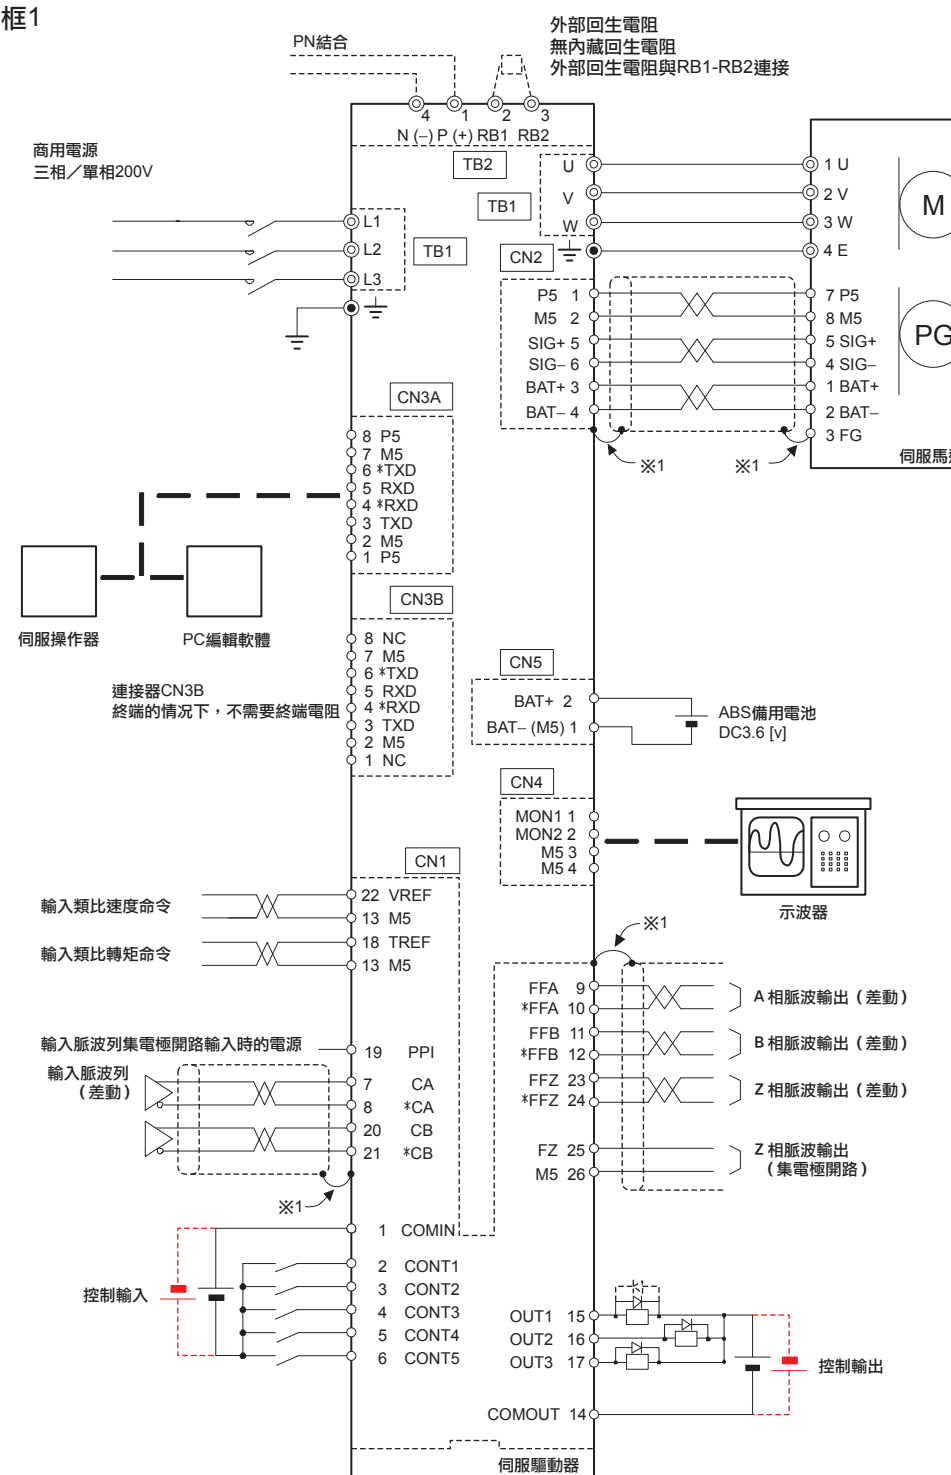 框1
PN結合
外部回生電阻
無內藏回生電阻
外部回生電阻與RB1-RB2連接
4 1 2 3
N (–) P (+) RB1 RB2
TB2
商用電源
三相／單相200V
L1
L2
L3
TB1
TB1
U
V
W
1 U
2 V
3 W
4 E
M
CN2
P5 1
M5 2
SIG+ 5
SIG– 6
BAT+ 3
BAT– 4
7 P5
8 M5
5 SIG+
4 SIG–
1 BAT+
2 BAT–
3 FG
PG
※1
※1
伺服馬
CN3A
8 P5
7 M5
6 *TXD
5 RXD
4 *RXD
3 TXD
2 M5
1 P5
伺服操作器
PC編輯軟體
CN3B
8 NC
7 M5
6 *TXD
5 RXD
4 *RXD
3 TXD
2 M5
1 NC
連接器CN3B
終端的情況下，不需要終端電阻
CN5
BAT+ 2
BAT– (M5) 1
ABS備用電池
DC3.6 [v]
CN4
MON1 1
MON2 2
M5 3
M5 4
示波器
CN1
輸入類比速度命令
22 VREF
13 M5
輸入類比轉矩命令
18 TREF
13 M5
※1
FFA 9
*FFA 10
A 相脈波輸出（差動）
FFB 11
*FFB 12
B 相脈波輸出（差動）
FFZ 23
*FFZ 24
Z 相脈波輸出（差動）
FZ 25
M5 26
Z 相脈波輸出
（集電極開路）
輸入脈波列集電極開路輸入時的電源
19 PPI
輸入脈波列
（差動）
7 CA
8 *CA
20 CB
21 *CB
※1
1 COMIN
2 CONT1
3 CONT2
4 CONT3
5 CONT4
6 CONT5
控制輸入
OUT1 15
OUT2 16
OUT3 17
COMOUT 14
控制輸出
伺服驅動器